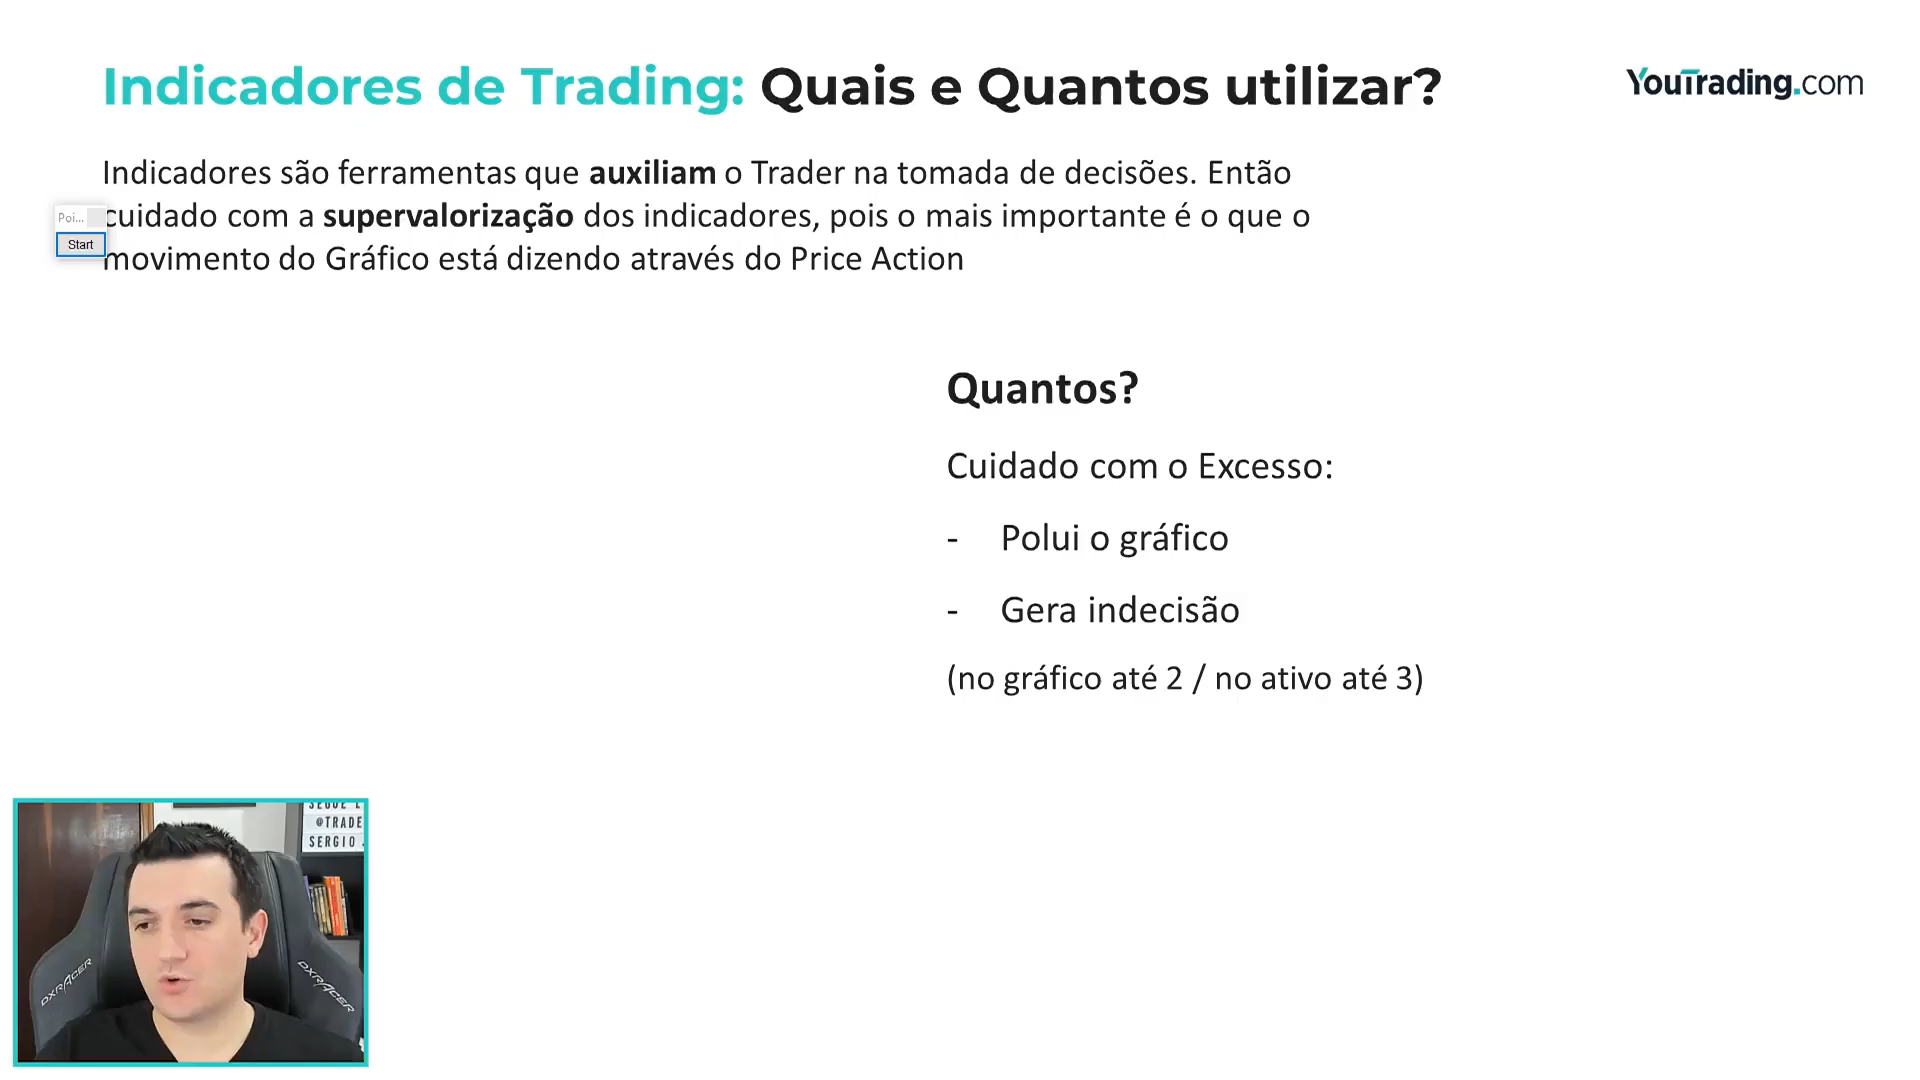 Indicadores de Trading: Quais e Quantos utilizar?
YouTrading.com
Indicadores são ferramentas que auxiliam o Trader na tomada de decisões. Então
cuidado com a supervalorização dos indicadores, pois o mais importante é o que o
movimento do Gráfico está dizendo através do Price Action
Poi...
Start
Quantos?
Cuidado com o Excesso:
- Polui o gráfico
- Gera indecisão
(no gráfico até 2 / no ativo até 3)
@TRADE
SERGIO
DXRACER
DXRACER